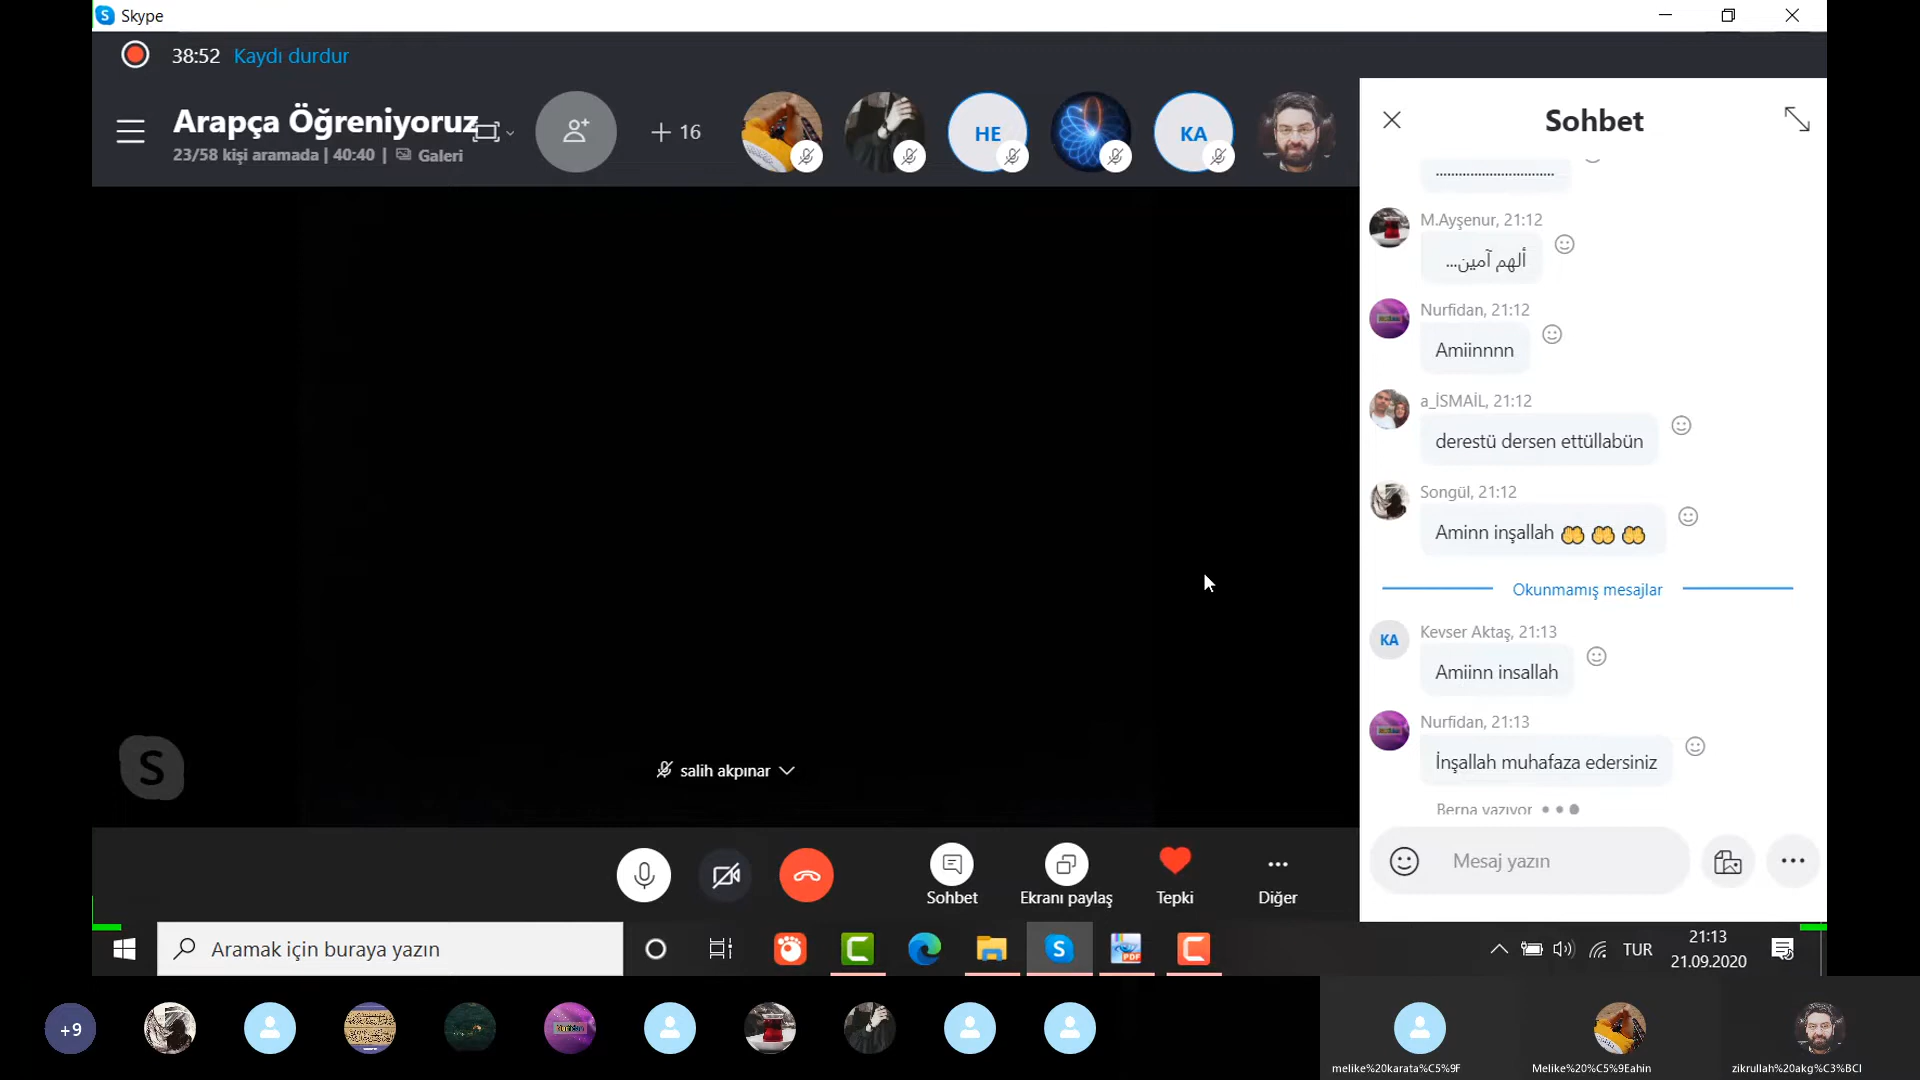 Skype
38:52 Kaydı durdur
Arapça Öğreniyoruz
23/58 kişi aramada | 40:40 | Galeri
+ 16
HE
KA
Sohbet
...............................
M.Ayşenur, 21:12
ألهم آمين...
Nurfidan, 21:12
Amiinnnn
a_İSMAİL, 21:12
derestü dersen ettüllabün
Songül, 21:12
Aminn inşallah 🤲 🤲 🤲
Okunmamış mesajlar
KA
Kevser Aktaş, 21:13
Amiinn insallah
Nurfidan, 21:13
İnşallah muhafaza edersiniz
Berna yazıyor
Mesaj yazın
salih akpınar
Sohbet
Ekranı paylaş
Tepki
Diğer
Aramak için buraya yazın
TUR
21:13
21.09.2020
+9
melike%20karata%C5%9F
Melike%20%C5%9Eahin
zikrullah%20akg%C3%BCl